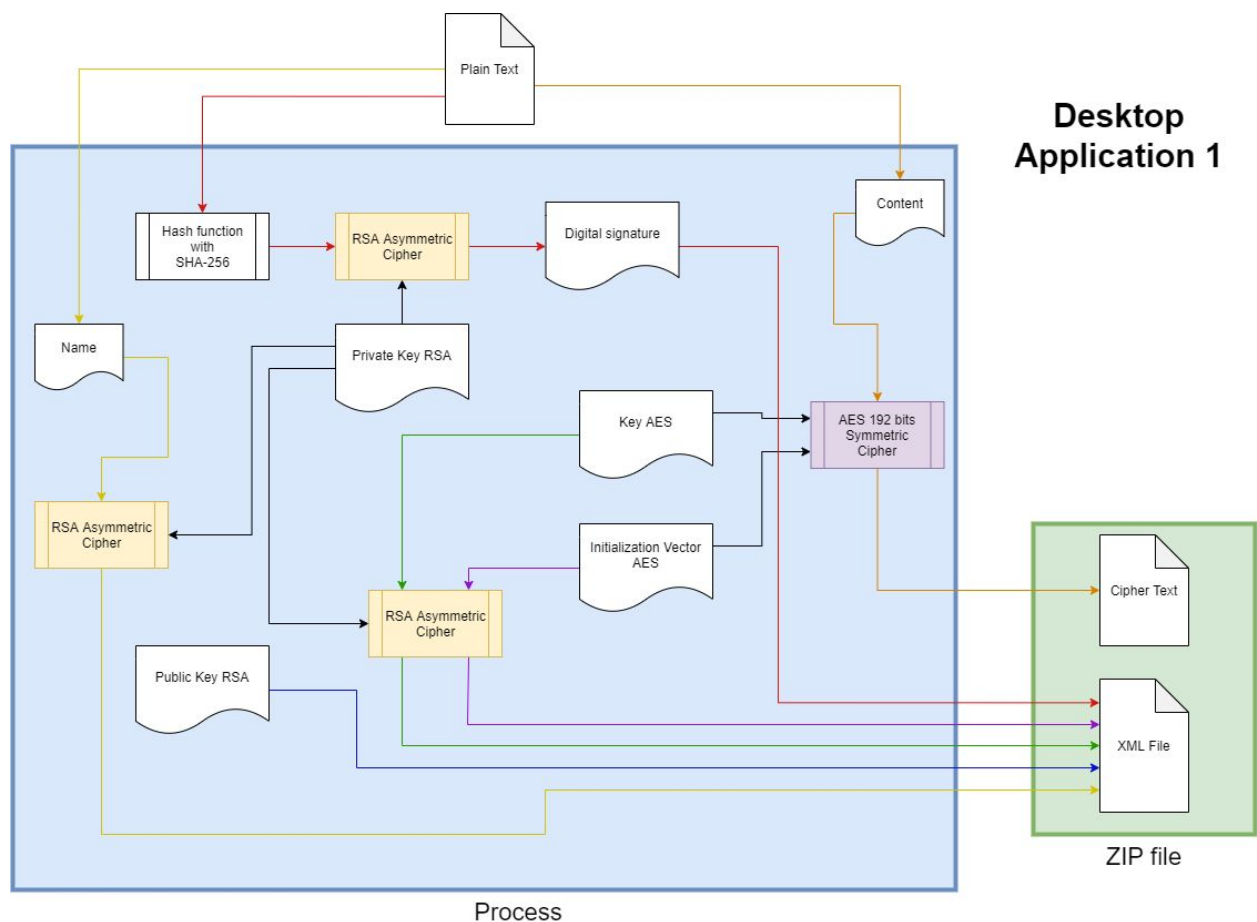 Plain Text
Desktop
Application 1
Content
Hash function
with
SHA-256
RSA Asymmetric
Cipher
Digital signature
Name
Private Key RSA
Key AES
AES 192 bits
Symmetric
Cipher
RSA Asymmetric
Cipher
Initialization Vector
AES
Cipher Text
RSA Asymmetric
Cipher
Public Key RSA
XML File
ZIP file
Process